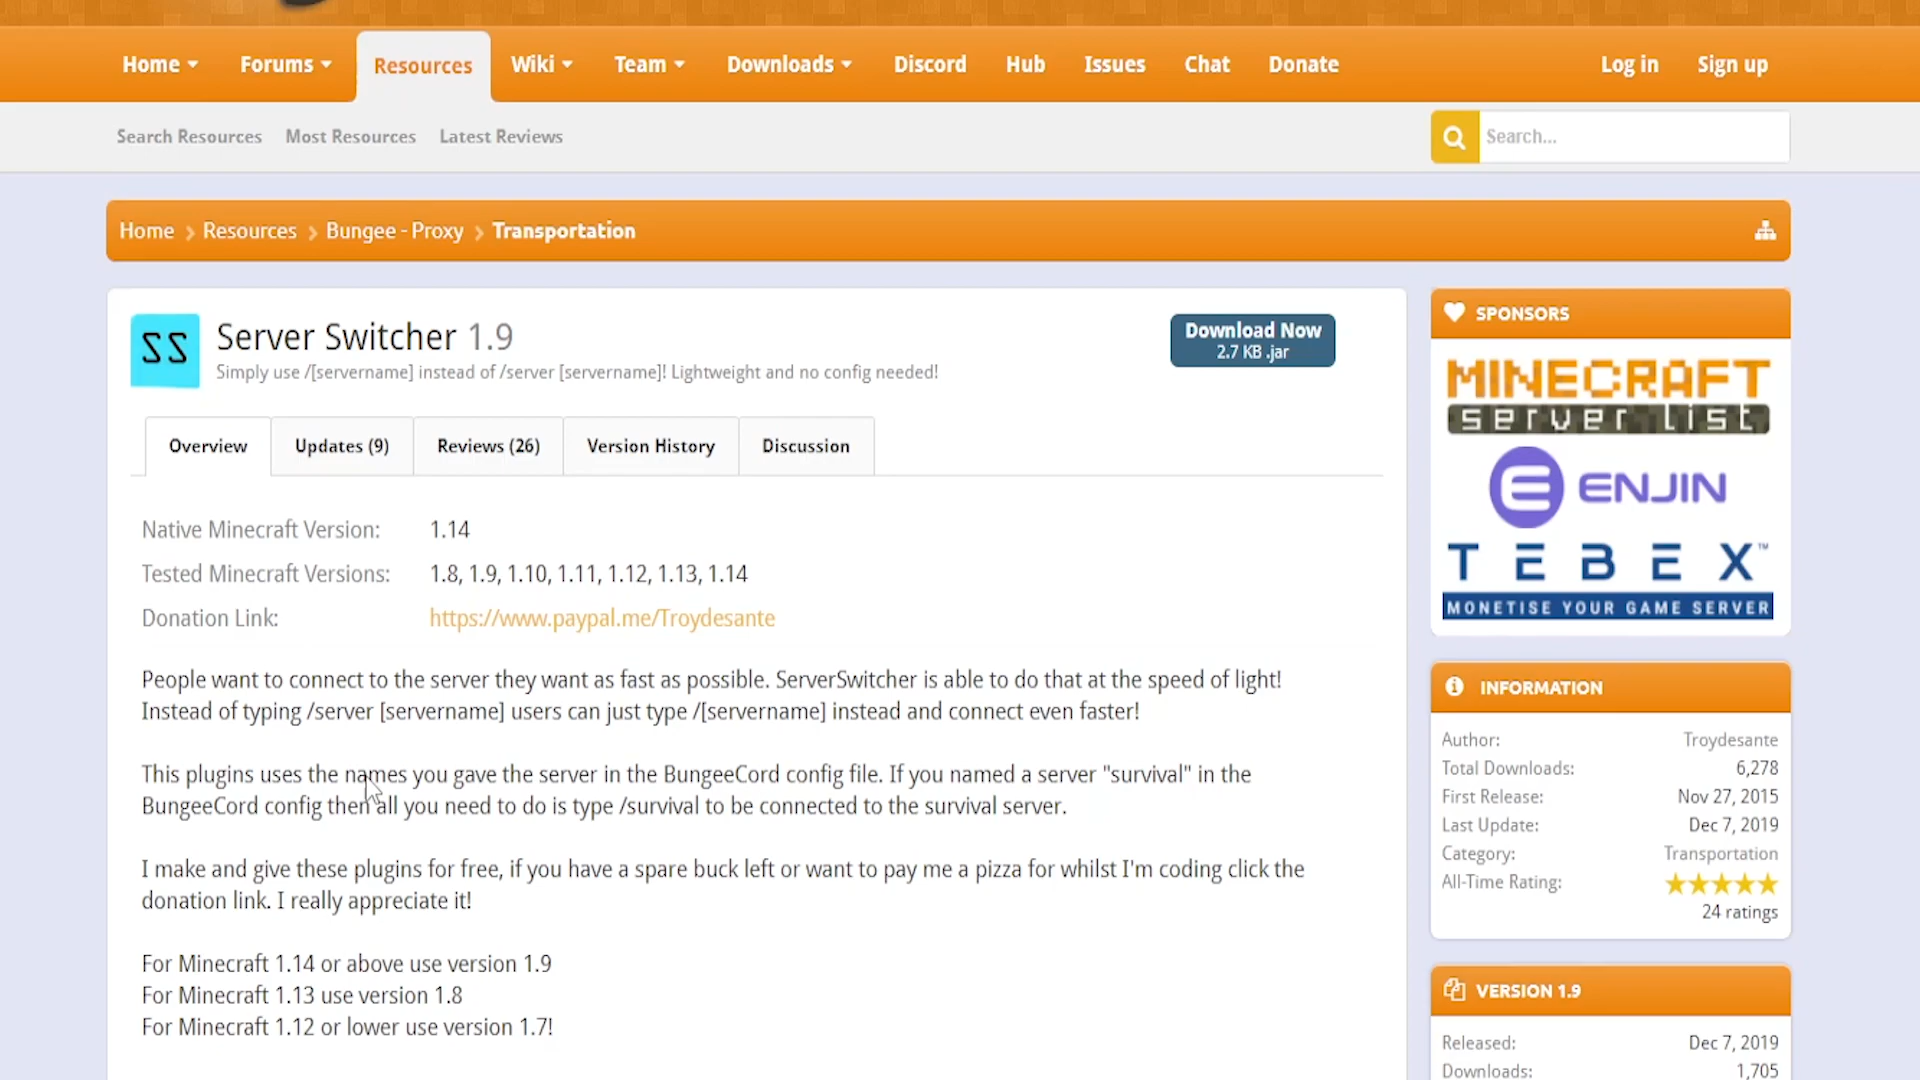 Home Forums Resources Wiki Team Downloads Discord Hub Issues Chat Donate Log in Sign up
Search Resources Most Resources Latest Reviews Search...
Home Resources Bungee - Proxy Transportation
SS
Server Switcher 1.9
Simply use /[servername] instead of /server [servername]! Lightweight and no config needed!
Download Now
2.7 KB .jar
Overview Updates (9) Reviews (26) Version History Discussion
Native Minecraft Version: 1.14
Tested Minecraft Versions: 1.8, 1.9, 1.10, 1.11, 1.12, 1.13, 1.14
Donation Link: https://www.paypal.me/Troydesante
People want to connect to the server they want as fast as possible. ServerSwitcher is able to do that at the speed of light!
Instead of typing /server [servername] users can just type /[servername] instead and connect even faster!
This plugins uses the names you gave the server in the BungeeCord config file. If you named a server "survival" in the
BungeeCord config then all you need to do is type /survival to be connected to the survival server.
I make and give these plugins for free, if you have a spare buck left or want to pay me a pizza for whilst I'm coding click the
donation link. I really appreciate it!
For Minecraft 1.14 or above use version 1.9
For Minecraft 1.13 use version 1.8
For Minecraft 1.12 or lower use version 1.7!
SPONSORS
MINECRAFT
server list
ENJIN
TEBEX™
MONETISE YOUR GAME SERVER
INFORMATION
Author: Troydesante
Total Downloads: 6,278
First Release: Nov 27, 2015
Last Update: Dec 7, 2019
Category: Transportation
All-Time Rating:
24 ratings
VERSION 1.9
Released: Dec 7, 2019
Downloads: 1,705